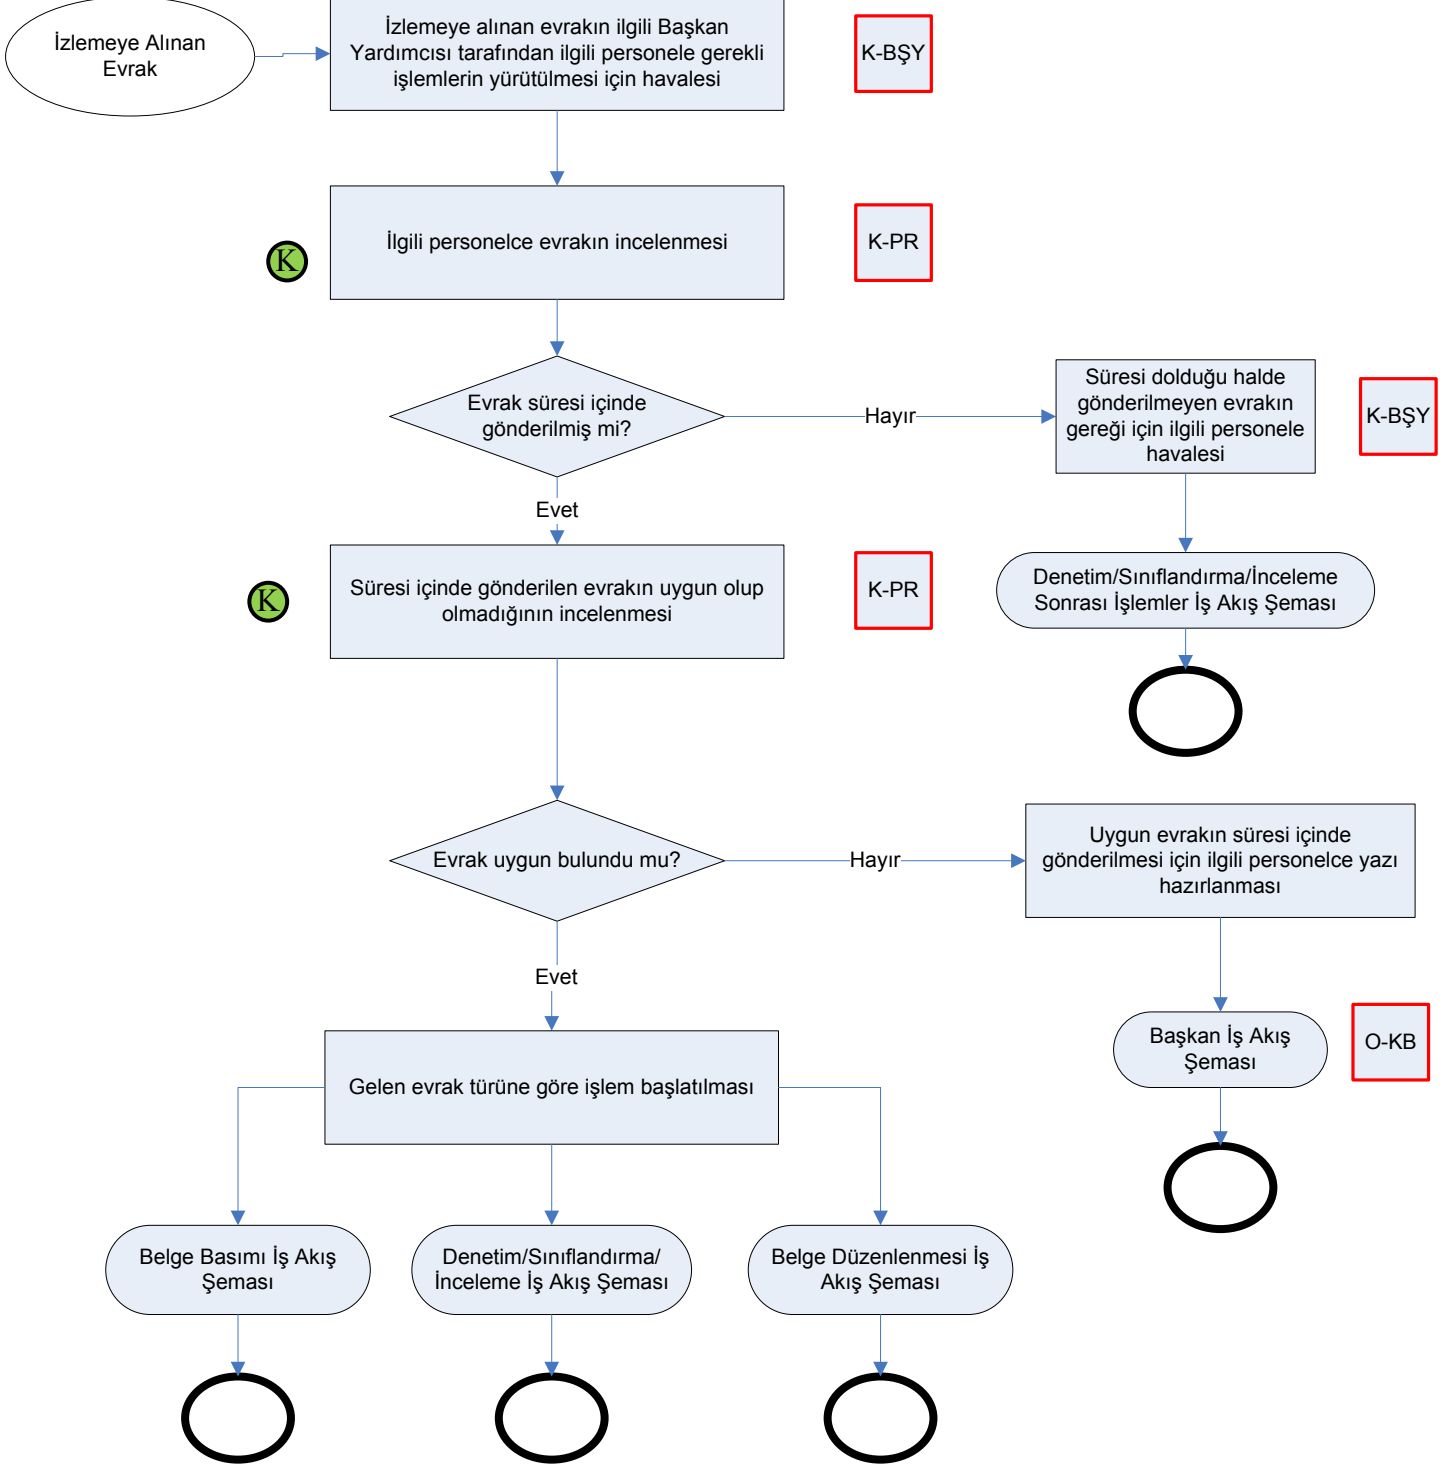 İzlemeye Alınan
Evrak
İzlemeye alınan evrakın ilgili Başkan
Yardımcısı tarafından ilgili personele gerekli
işlemlerin yürütülmesi için havalesi
K-BŞY
K
İlgili personelce evrakın incelenmesi
K-PR
Evrak süresi içinde
gönderilmiş mi?
Hayır
Süresi dolduğu halde
gönderilmeyen evrakın
gereği için ilgili personele
havalesi
K-BŞY
Evet
K
Süresi içinde gönderilen evrakın uygun olup
olmadığının incelenmesi
K-PR
Denetim/Sınıflandırma/İnceleme
Sonrası İşlemler İş Akış Şeması
Evrak uygun bulundu mu?
Hayır
Uygun evrakın süresi içinde
gönderilmesi için ilgili personelce yazı
hazırlanması
Evet
Başkan İş Akış
Şeması
O-KB
Gelen evrak türüne göre işlem başlatılması
Belge Basımı İş Akış
Şeması
Denetim/Sınıflandırma/
İnceleme İş Akış Şeması
Belge Düzenlenmesi İş
Akış Şeması